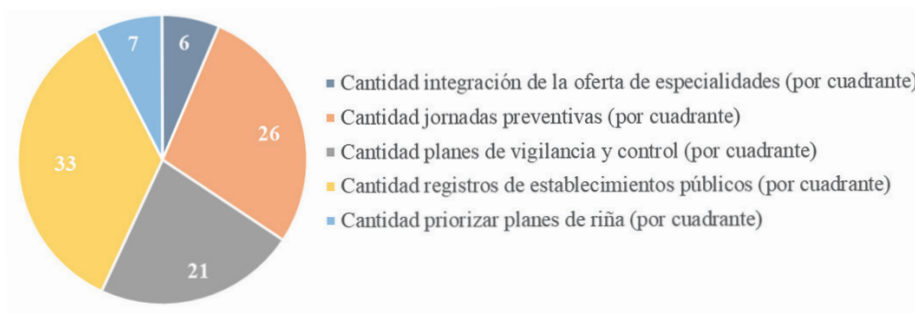 7
6
26
33
21
Cantidad integración de la oferta de especialidades (por cuadrante)
Cantidad jornadas preventivas (por cuadrante)
Cantidad planes de vigilancia y control (por cuadrante)
Cantidad registros de establecimientos públicos (por cuadrante)
Cantidad priorizar planes de riña (por cuadrante)